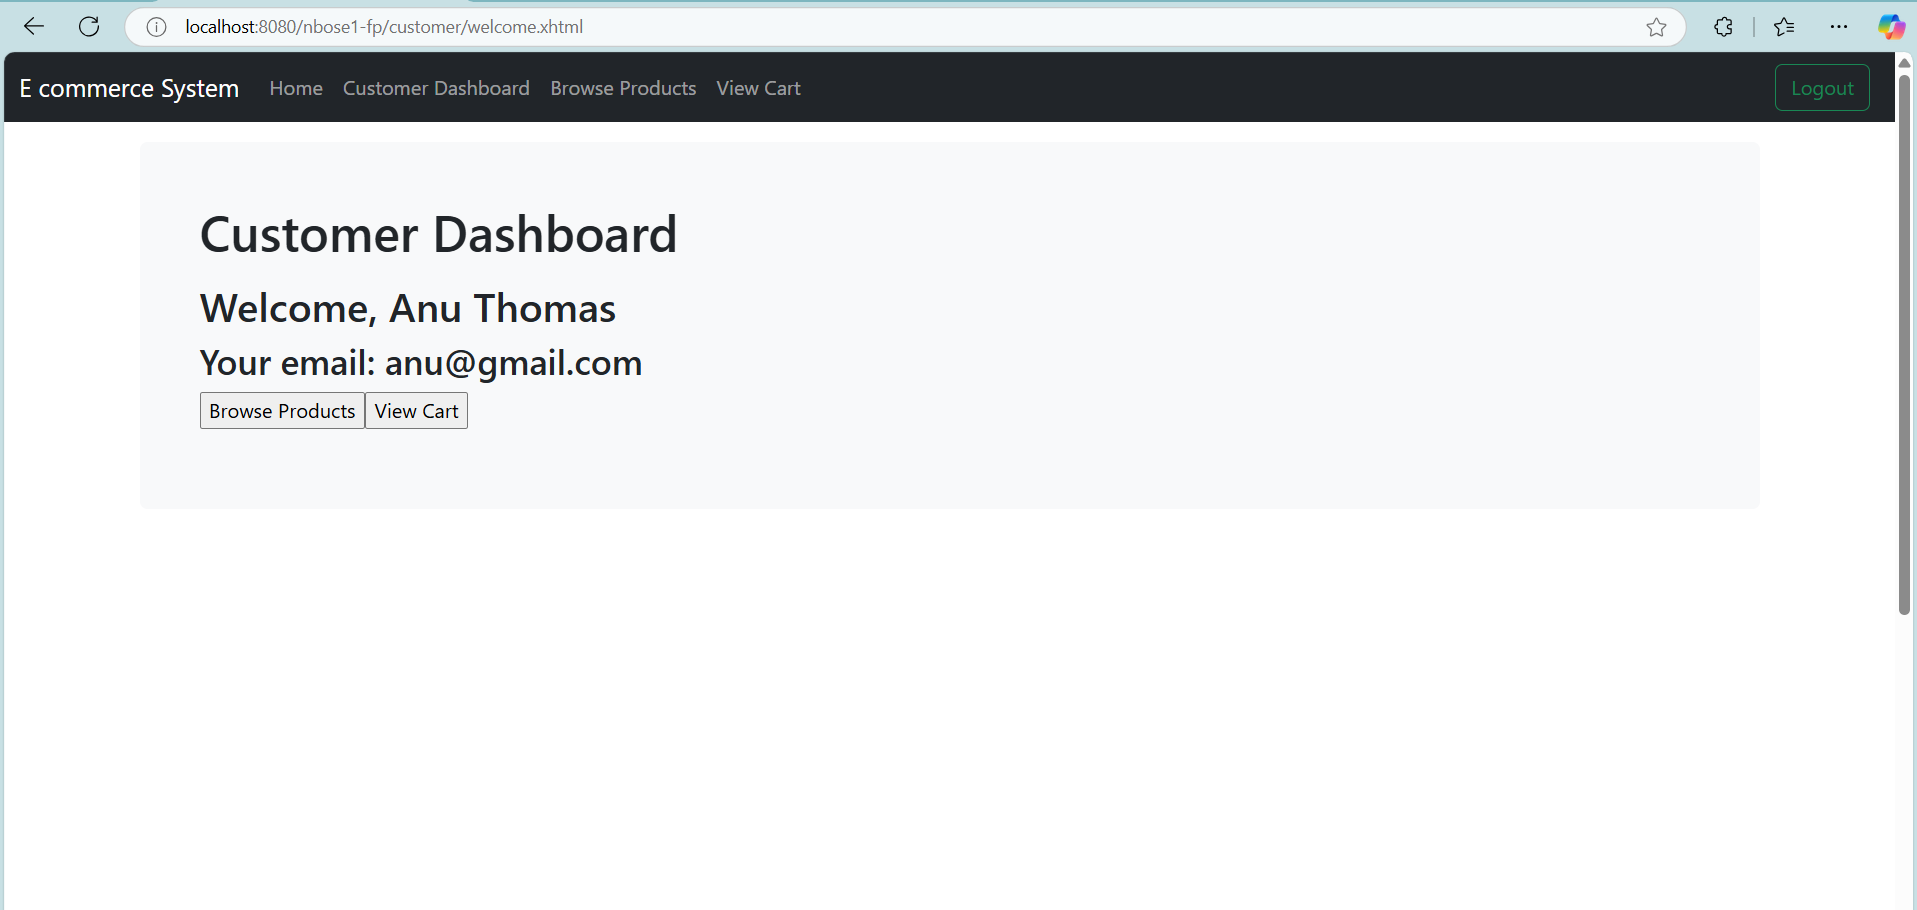 localhost:8080/nbose1-fp/customer/welcome.xhtml
E commerce System Home Customer Dashboard Browse Products View Cart Logout
Customer Dashboard
Welcome, Anu Thomas
Your email: anu@gmail.com
Browse Products View Cart